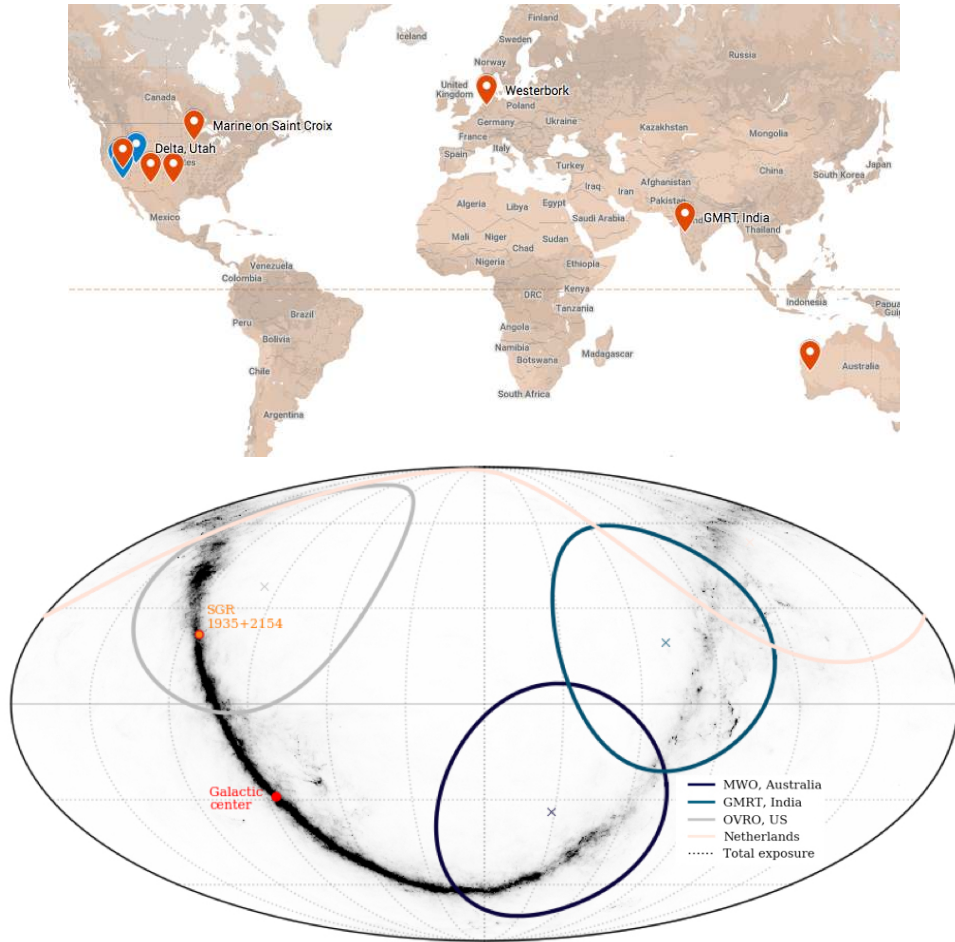 Finland
Iceland
Sweden
Russia
Norway
United
Kingdom
Westerbork
Canada
Poland
Marine on Saint Croix
Germany
Ukraine
Kazakhstan
France
Mongolia
Delta, Utah
tes
Italy
Spain
Turkey
Japan
China
South Korea
Iraq
Iran
Afghanistan
Pakistan
Algeria
Libya
Egypt
Saudi Arabia
GMRT, India
nd
Mexico
Mali
Niger
Sudan
Chad
Thailand
Nigeria
Ethiopia
Venezuela
Colombia
DRC
Kenya
Indonesia
Papua
Gui
Tanzania
Peru
Brazil
Angola
Bolivia
Namibia
Botswana
Madagascar
Chile
Australia
South Africa
Argentina
SGR
1935+2154
Galactic
center
MWO, Australia
GMRT, India
OVRO, US
Netherlands
Total exposure